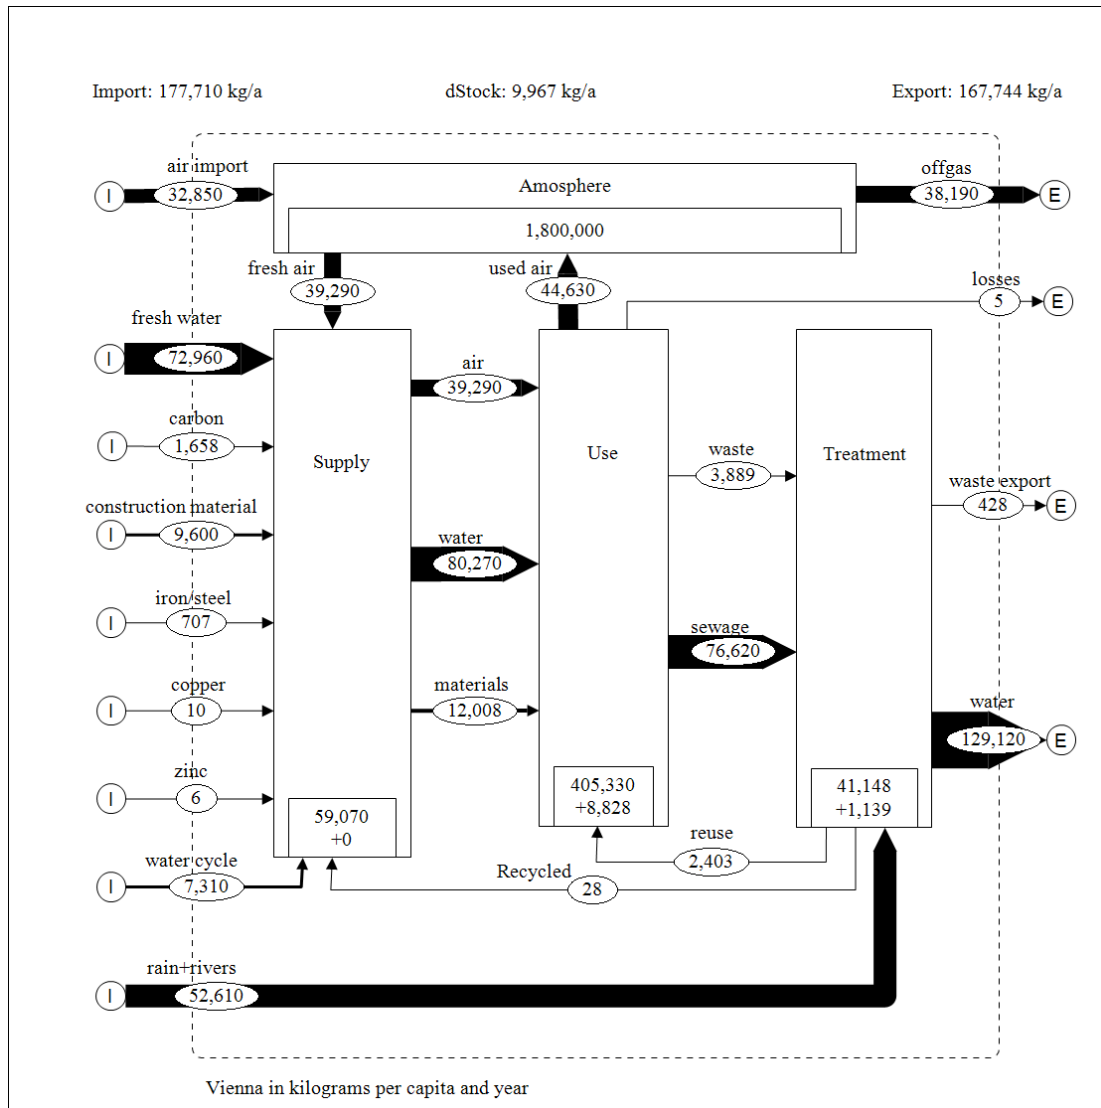 Import: 177,710 kg/a
dStock: 9,967 kg/a
Export: 167,744 kg/a
air import
I
32,850
Amosphere
1,800,000
offgas
38,190
E
fresh air
39,290
used air
44,630
losses
5
E
fresh water
I
72,960
air
39,290
carbon
I
1,658
Supply
Use
waste
3,889
Treatment
waste export
428
E
construction material
I
9,600
water
80,270
iron/steel
I
707
sewage
76,620
copper
I
10
materials
12,008
water
129,120
E
zinc
I
6
59,070
+0
405,330
+8,828
41,148
+1,139
reuse
2,403
water cycle
I
7,310
Recycled
28
rain+rivers
I
52,610
Vienna in kilograms per capita and year